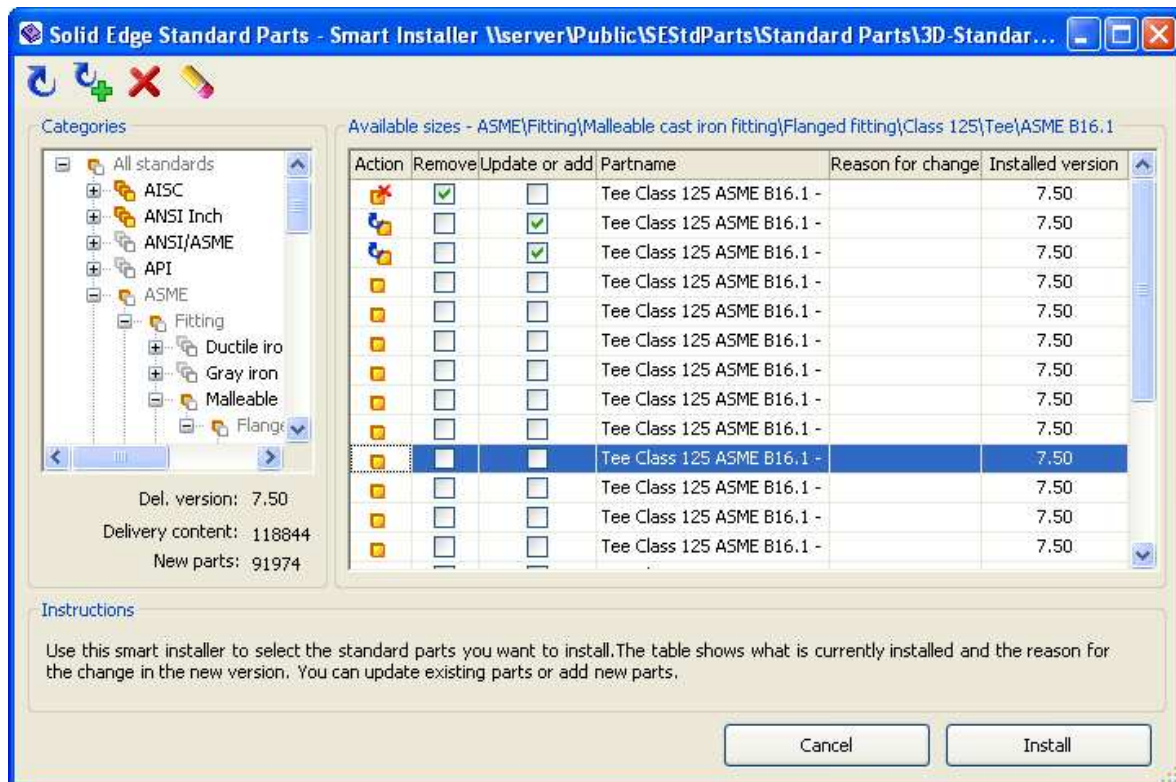 Solid Edge Standard Parts - Smart Installer \\server\Public\SEStdParts\Standard Parts\3D-Standar...
Categories
All standards
AISC
ANSI Inch
ANSI/ASME
API
ASME
Fitting
Ductile iro
Gray iron
Malleable
Flange
Del. version: 7.50
Delivery content: 118844
New parts: 91974
Available sizes - ASME\Fitting\Malleable cast iron fitting\Flanged fitting\Class 125\Tee\ASME B16.1
Action Remove Update or add Partname Reason for change Installed version
Tee Class 125 ASME B16.1 - 7.50
Tee Class 125 ASME B16.1 - 7.50
Tee Class 125 ASME B16.1 - 7.50
Tee Class 125 ASME B16.1 - 7.50
Tee Class 125 ASME B16.1 - 7.50
Tee Class 125 ASME B16.1 - 7.50
Tee Class 125 ASME B16.1 - 7.50
Tee Class 125 ASME B16.1 - 7.50
Tee Class 125 ASME B16.1 - 7.50
Tee Class 125 ASME B16.1 - 7.50
Tee Class 125 ASME B16.1 - 7.50
Tee Class 125 ASME B16.1 - 7.50
Tee Class 125 ASME B16.1 - 7.50
Instructions
Use this smart installer to select the standard parts you want to install.The table shows what is currently installed and the reason for
the change in the new version. You can update existing parts or add new parts.
Cancel
Install